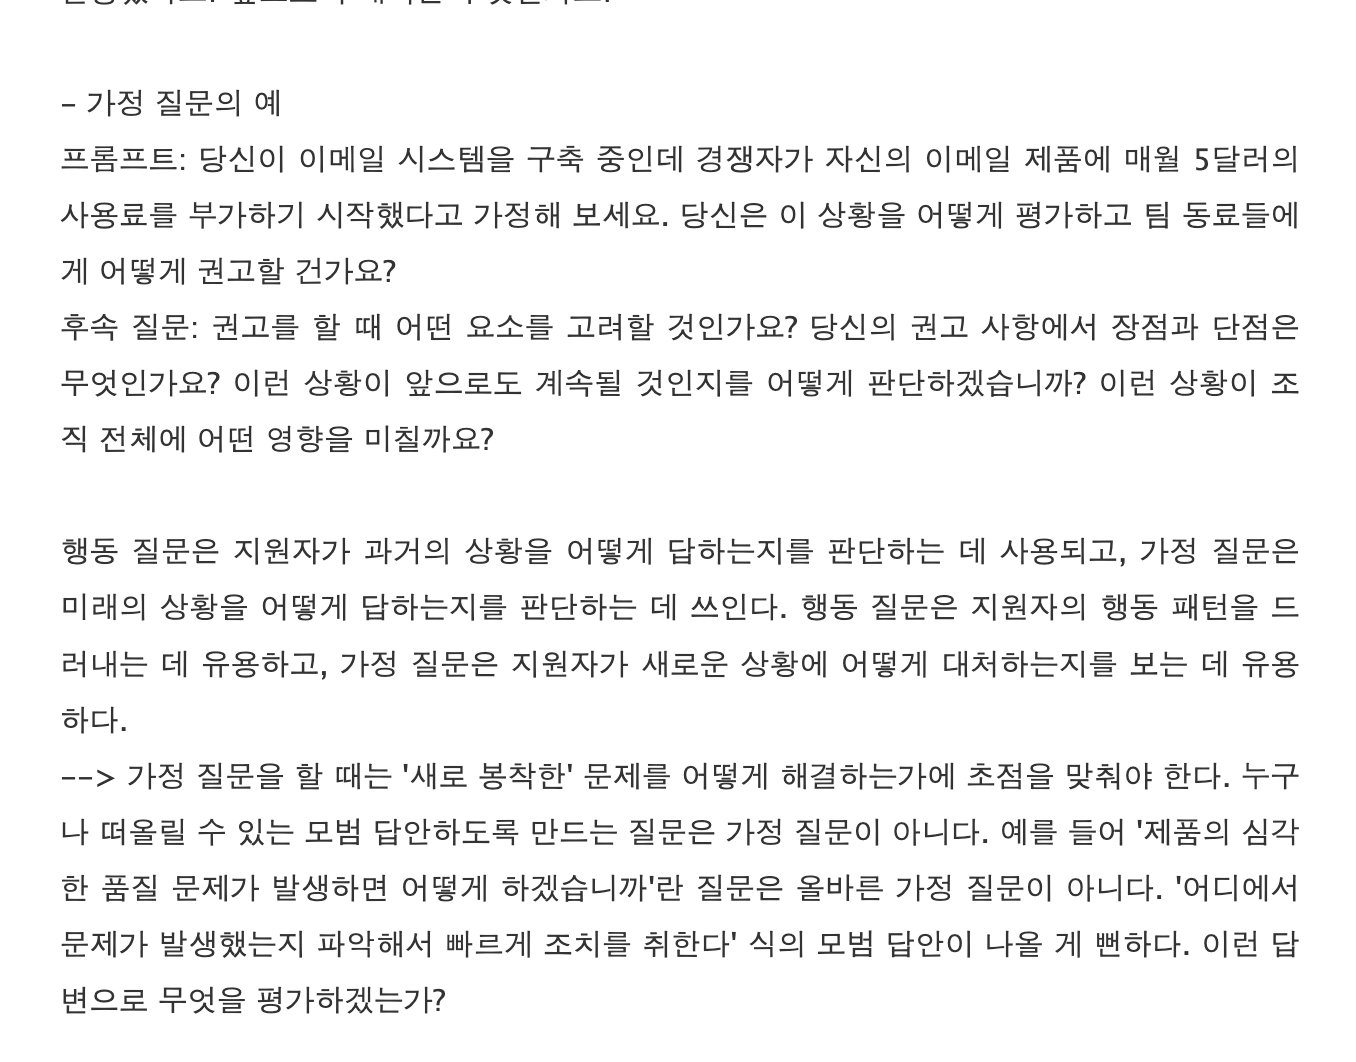 – 가정 질문의 예
프롬프트: 당신이 이메일 시스템을 구축 중인데 경쟁자가 자신의 이메일 제품에 매월 5달러의
사용료를 부가하기 시작했다고 가정해 보세요. 당신은 이 상황을 어떻게 평가하고 팀 동료들에
게 어떻게 권고할 건가요?
후속 질문: 권고를 할 때 어떤 요소를 고려할 것인가요? 당신의 권고 사항에서 장점과 단점은
무엇인가요? 이런 상황이 앞으로도 계속될 것인지를 어떻게 판단하겠습니까? 이런 상황이 조
직 전체에 어떤 영향을 미칠까요?
행동 질문은 지원자가 과거의 상황을 어떻게 답하는지를 판단하는 데 사용되고, 가정 질문은
미래의 상황을 어떻게 답하는지를 판단하는 데 쓰인다. 행동 질문은 지원자의 행동 패턴을 드
러내는 데 유용하고, 가정 질문은 지원자가 새로운 상황에 어떻게 대처하는지를 보는 데 유용
하다.
--> 가정 질문을 할 때는 '새로 봉착한' 문제를 어떻게 해결하는가에 초점을 맞춰야 한다. 누구
나 떠올릴 수 있는 모범 답안하도록 만드는 질문은 가정 질문이 아니다. 예를 들어 '제품의 심각
한 품질 문제가 발생하면 어떻게 하겠습니까'란 질문은 올바른 가정 질문이 아니다. '어디에서
문제가 발생했는지 파악해서 빠르게 조치를 취한다' 식의 모범 답안이 나올 게 뻔하다. 이런 답
변으로 무엇을 평가하겠는가?